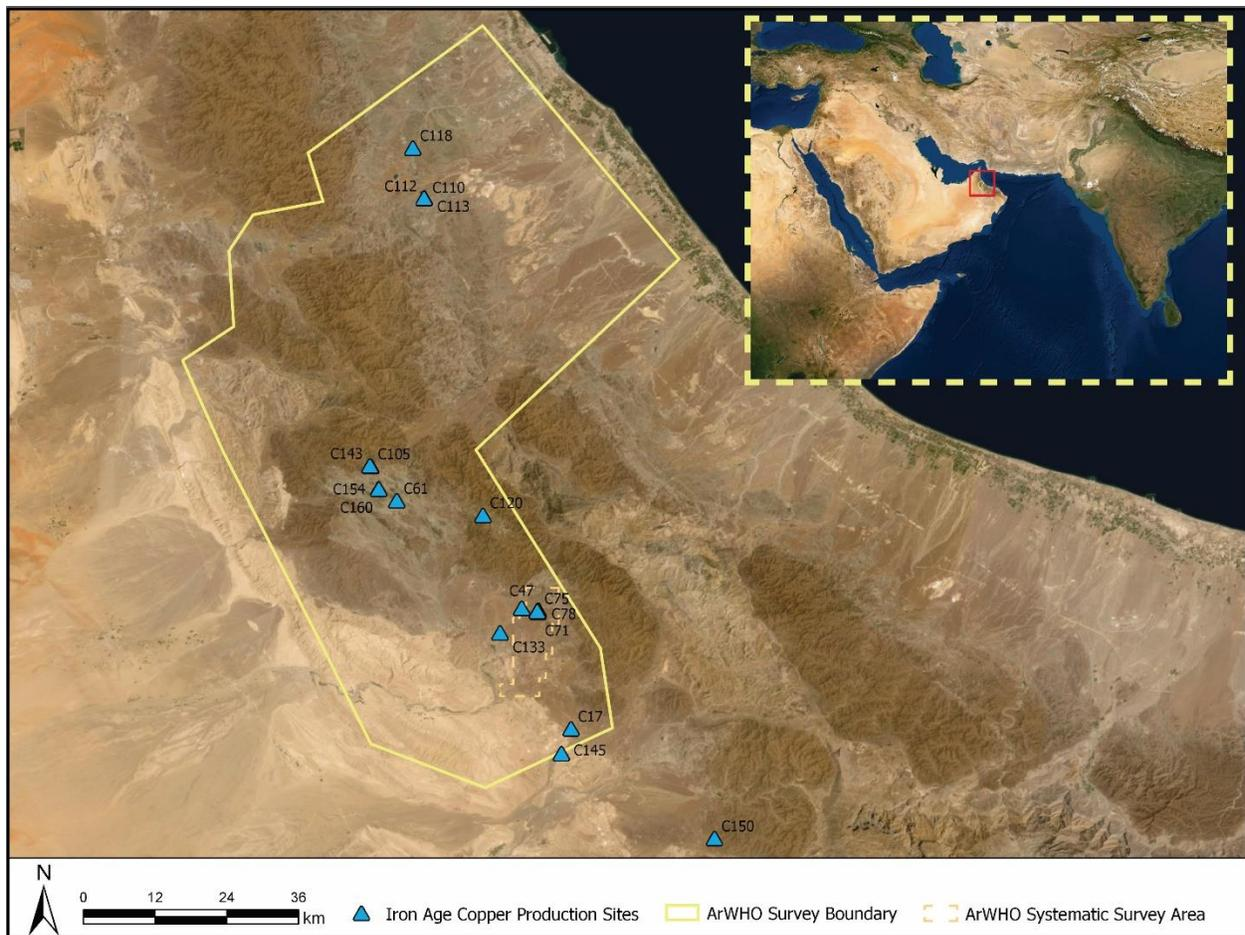 C118
C112
C110
C113
C143
C105
C154
C61
C160
C120
C47
C75
C78
C71
C133
C17
C145
C150
N
0 12 24 36
km
Iron Age Copper Production Sites
ArWHO Survey Boundary
ArWHO Systematic Survey Area